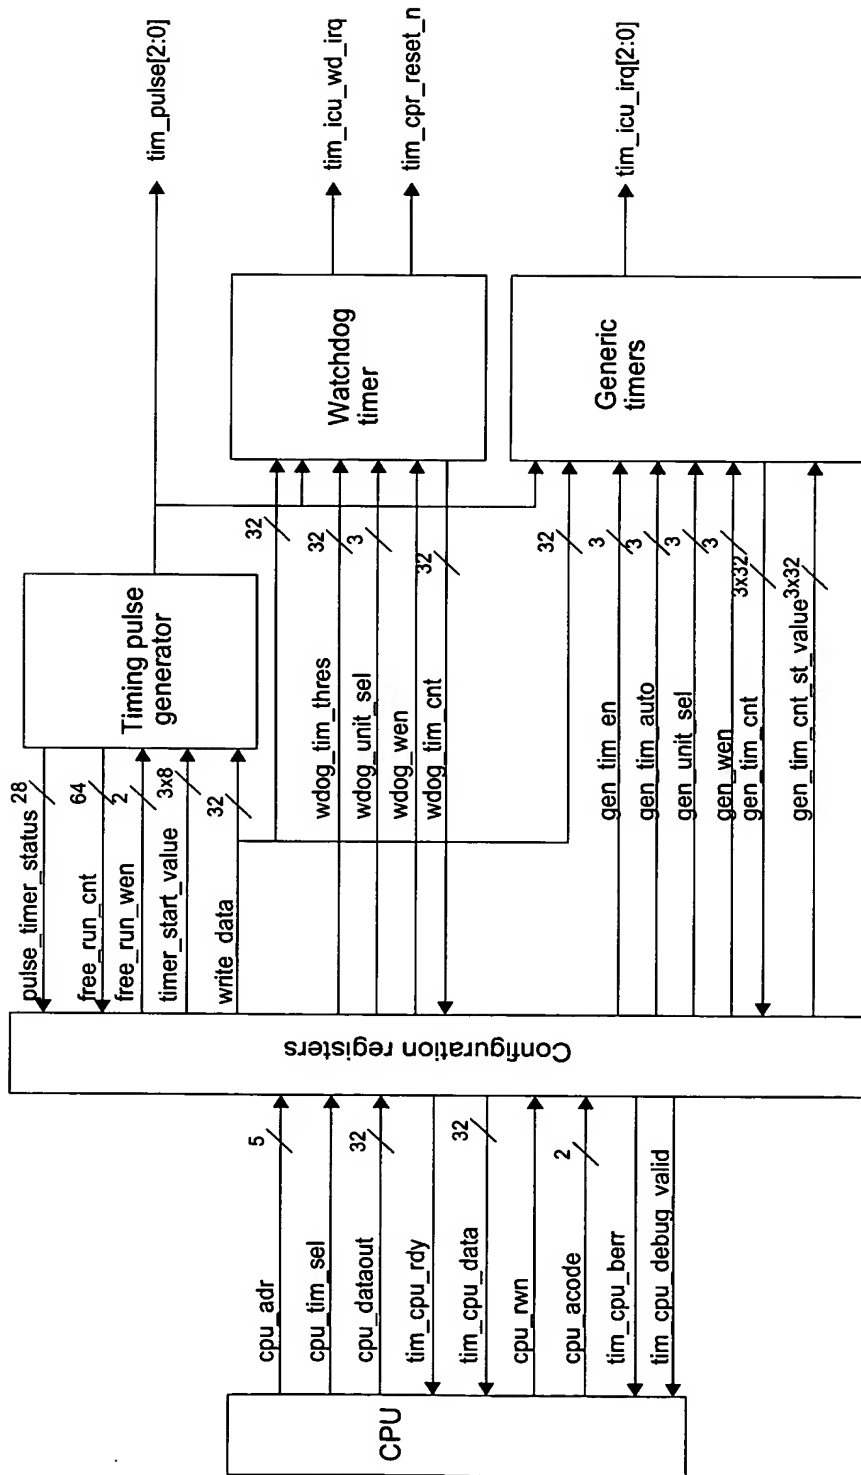 CPU
cpu_adr
5
cpu_tim_sel
cpu_dataout
32
tim_cpu_rdy
tim_cpu_data
32
cpu_rwn
cpu_acode
2
tim_cpu_berr
tim_cpu_debug_valid
Configuration registers
pulse_timer_status
28
free_run_cnt
64
free_run_wen
2
timer_start_value
3x8
write_data
32
Timing pulse
generator
tim_pulse[2:0]
32
wdog_tim_thres
32
wdog_unit_sel
3
wdog_wen
wdog_tim_cnt
32
Watchdog
timer
tim_icu_wd_irq
tim_cpr_reset_n
32
gen_tim_en
3
gen_tim_auto
3
gen_unit_sel
3
gen_wen
3
gen_tim_cnt
3x32
gen_tim_cnt_st_value
3x32
Generic
timers
tim_icu_irq[2:0]